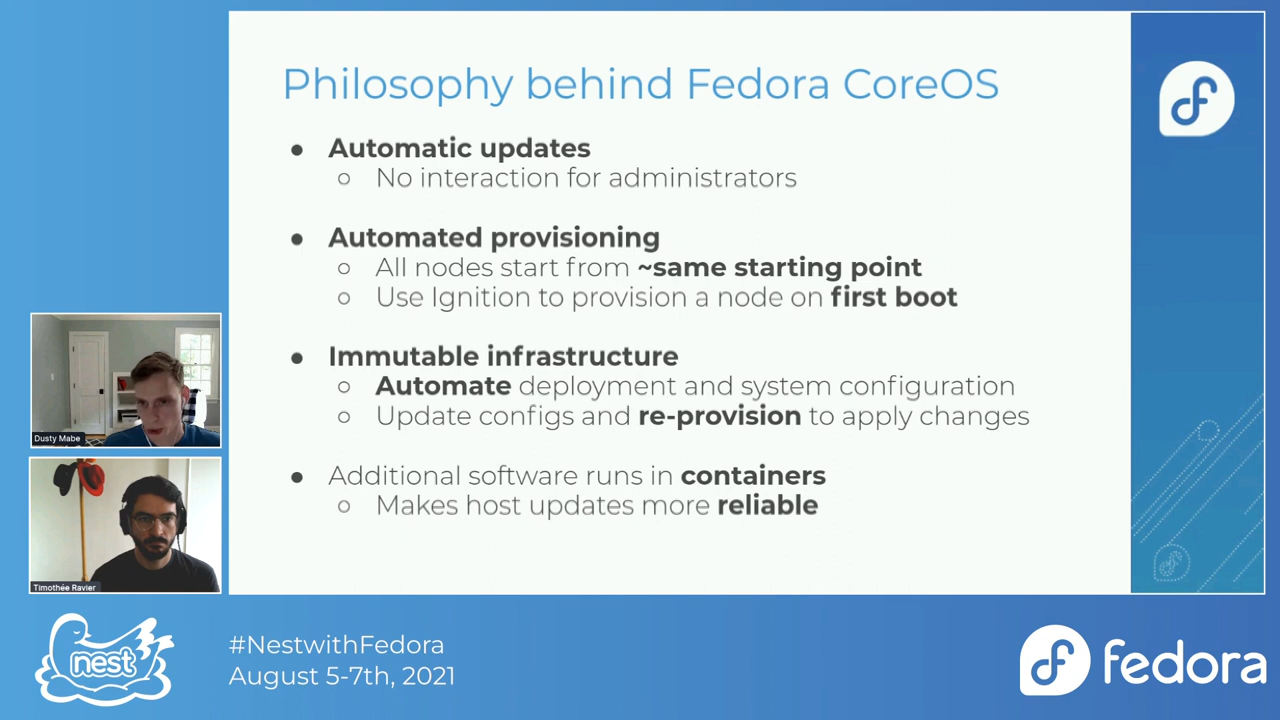 Philosophy behind Fedora CoreOS
● Automatic updates
○ No interaction for administrators
● Automated provisioning
○ All nodes start from ~same starting point
○ Use Ignition to provision a node on first boot
● Immutable infrastructure
○ Automate deployment and system configuration
○ Update configs and re-provision to apply changes
● Additional software runs in containers
○ Makes host updates more reliable
Dusty Mabe
Timothée Ravier
nest
#NestwithFedora
August 5-7th, 2021
fedora